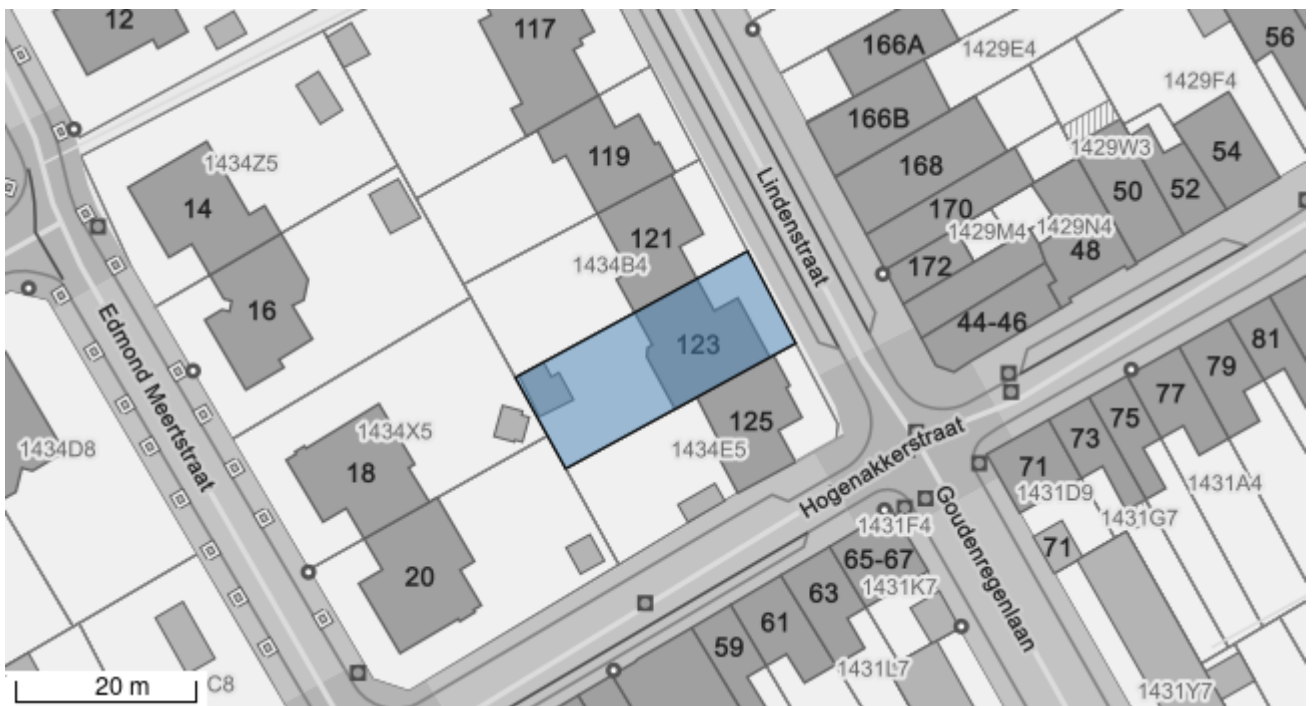 12
117
166A
1429E4
56
1429F4
166B
1434Z5
119
168
1429W3
54
14
50
52
170
Lindenstraat
121
1429M4
1429N4
1434B4
172
48
16
44-46
Edmond Meertstraat
123
81
79
77
125
75
1434X5
73
1434D8
1434E5
18
Hogenakkerstraat
71
1431D9
1431A4
1431G7
1431F4
Goudenregenlaan
71
65-67
20
1431K7
63
61
59
1431L7
20 m
C8
1431Y7